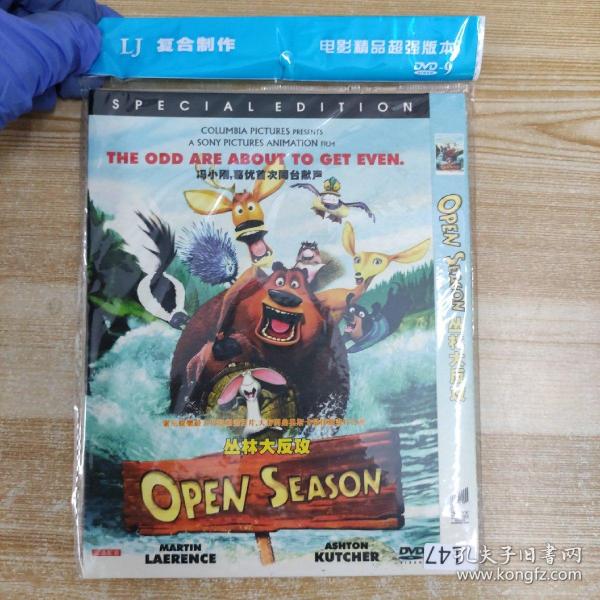 LJ 复合制作
电影精品超强版本
DVD-9
SPECIAL EDITION
COLUMBIA PICTURES PRESENTS
A SONY PICTURES ANIMATION FILM
THE ODD ARE ABOUT TO GET EVEN.
冯小刚,葛优首次同台献声
丛林大反攻
OPEN SEASON
MARTIN
LAERENCE
ASHTON
KUTCHER
DVD
VIDEO
647
OPEN SEASON 丛林大反攻
孔夫子旧书网
www.kongfz.com